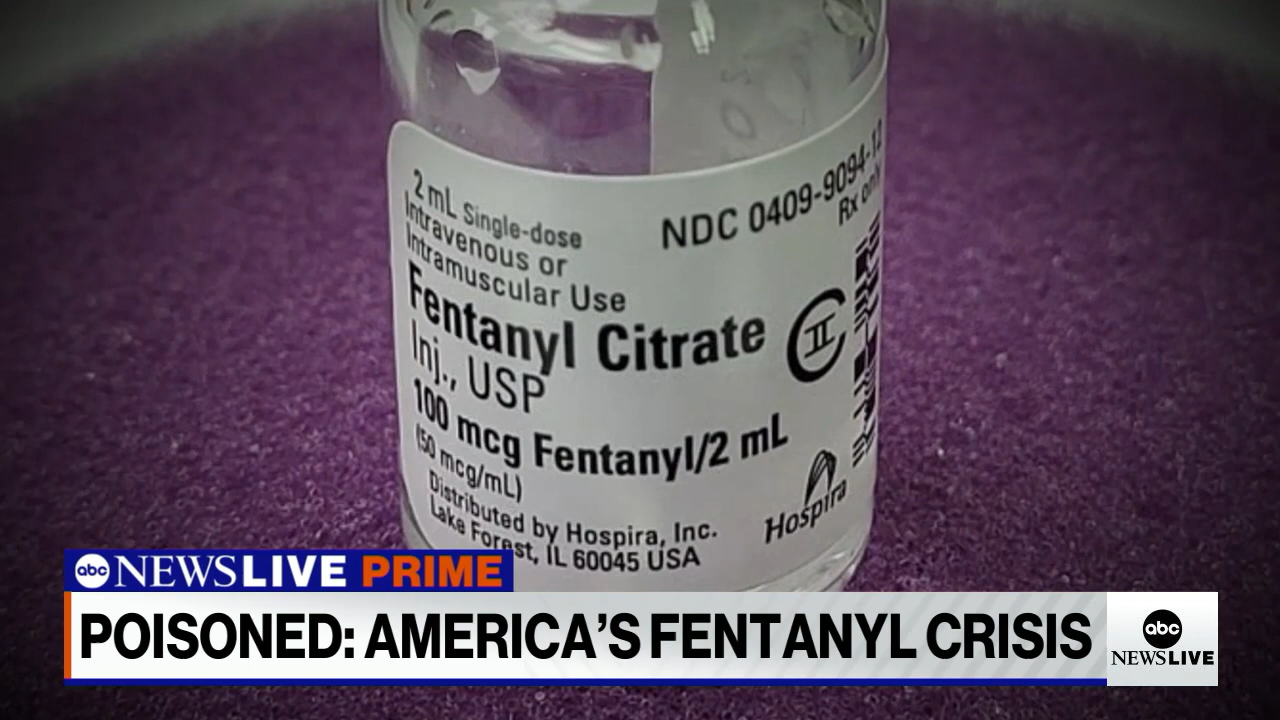 2 mL Single-dose
Intravenous or
Intramuscular Use
Fentanyl Citrate
Inj., USP
100 mcg Fentanyl/2 mL
(50 mcg/mL)
Distributed by Hospira, Inc.
Lake Forest, IL 60045 USA
NDC 0409-9094-12
Rx only
CII
Hospira
abc NEWS LIVE PRIME
POISONED: AMERICA'S FENTANYL CRISIS
abc
NEWS LIVE